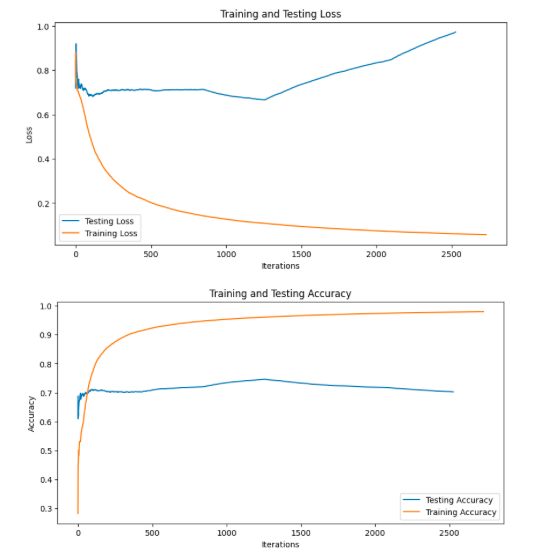 Training and Testing Loss
1.0
0.8
0.6
0.4
0.2
Loss
Testing Loss
Training Loss
0 500 1000 1500 2000 2500
Iterations
Training and Testing Accuracy
1.0
0.9
0.8
0.7
0.6
0.5
0.4
0.3
Accuracy
Testing Accuracy
Training Accuracy
0 500 1000 1500 2000 2500
Iterations